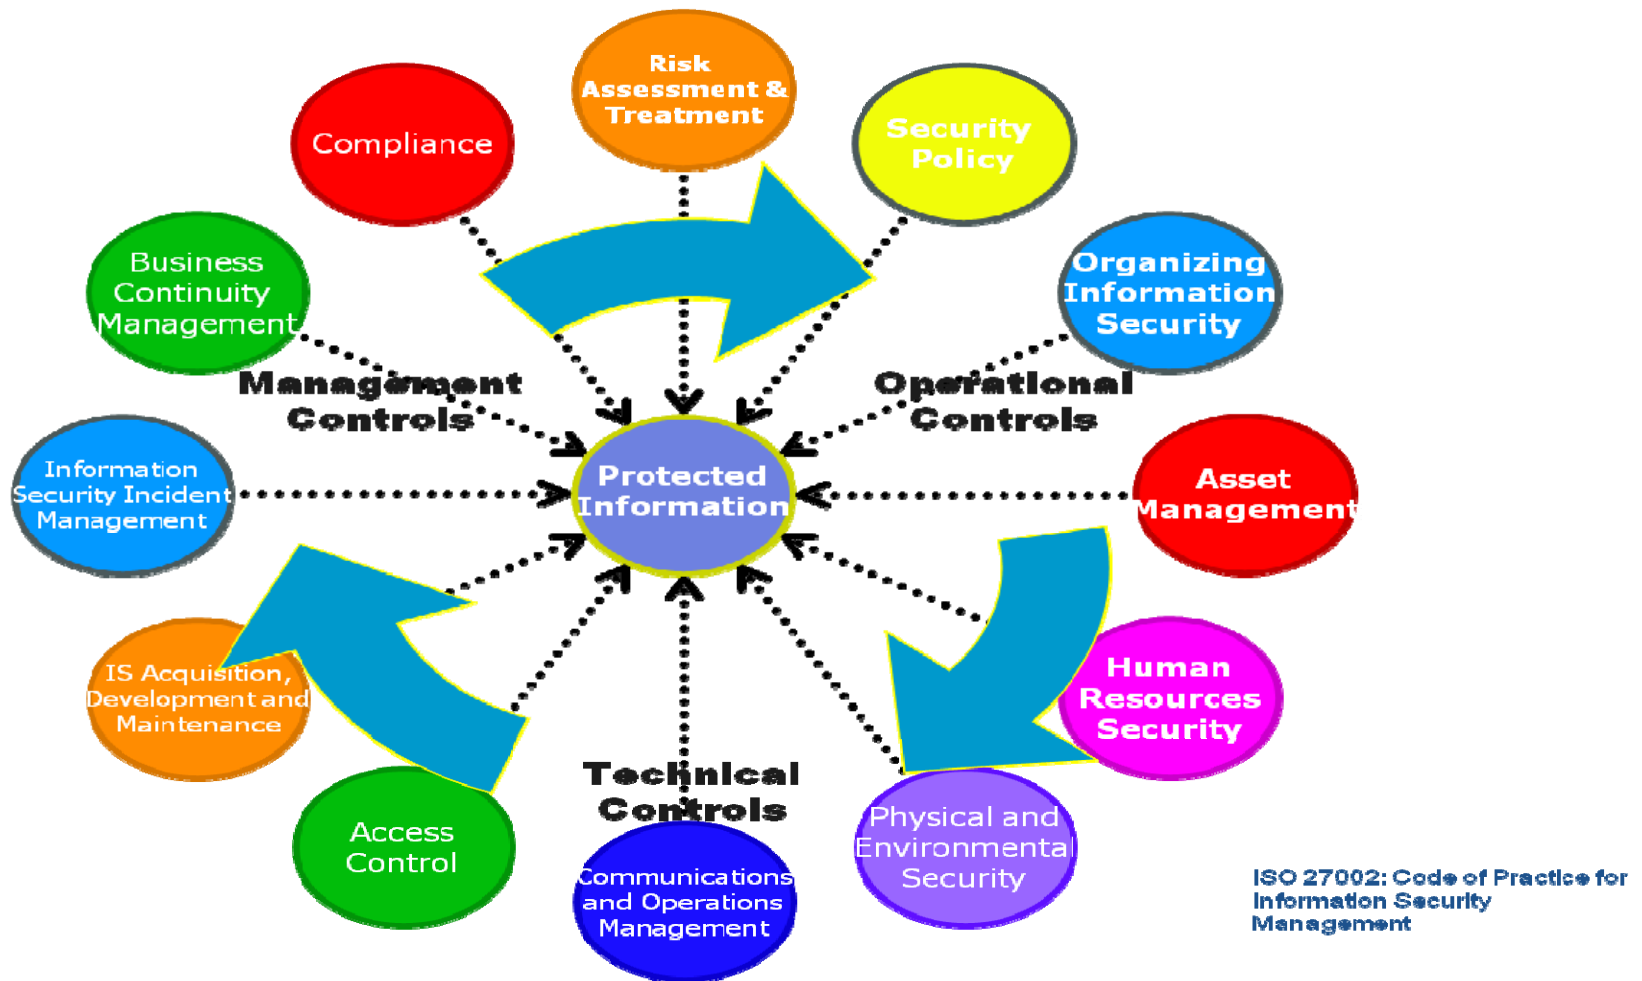 Risk
Assessment &
Treatment
Compliance
Security
Policy
Business
Continuity
Management
Organizing
Information
Security
Management
Controls
Operational
Controls
Information
Security Incident
Management
Protected
Information
Asset
Management
IS Acquisition,
Development and
Maintenance
Human
Resources
Security
Technical
Controls
Access
Control
Communications
and Operations
Management
Physical and
Environmental
Security
ISO 27002: Code of Practice for
Information Security
Management